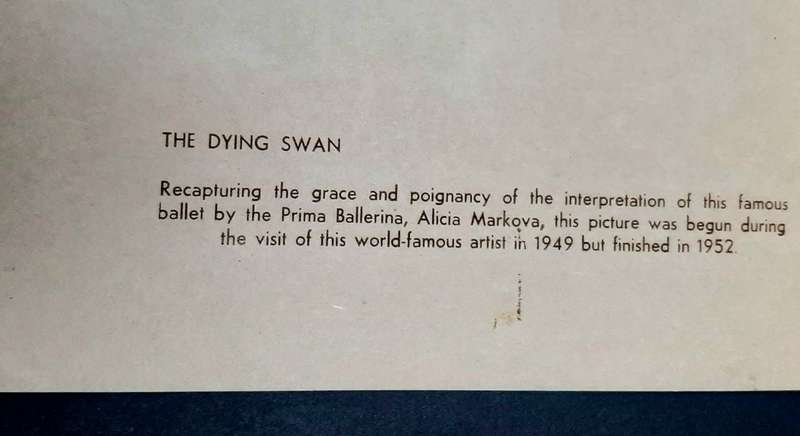 THE DYING SWAN
Recapturing the grace and poignancy of the interpretation of this famous
ballet by the Prima Ballerina, Alicia Markova, this picture was begun during
the visit of this world-famous artist in 1949 but finished in 1952.